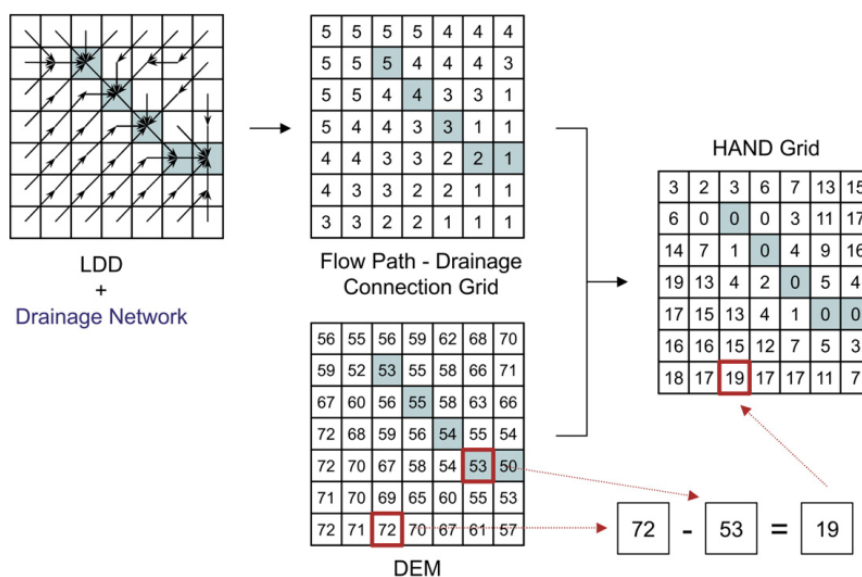 5 5 5 5 4 4 4
5 5 5 4 4 4 3
5 5 4 4 3 3 1
5 4 4 3 3 1 1
4 4 3 3 2 2 1
4 3 3 2 2 1 1
3 3 2 2 1 1 1
LDD
+
Drainage Network
Flow Path - Drainage
Connection Grid
56 55 56 59 62 68 70
59 52 53 55 58 66 71
67 60 56 55 58 63 66
72 68 59 56 54 55 54
72 70 67 58 54 53 50
71 70 69 65 60 55 53
72 71 72 70 67 61 57
DEM
HAND Grid
3 2 3 6 7 13 15
6 0 0 0 3 11 17
14 7 1 0 4 9 16
19 13 4 2 0 5 4
17 15 13 4 1 0 0
16 16 15 12 7 5 3
18 17 19 17 17 11 7
72 - 53 = 19